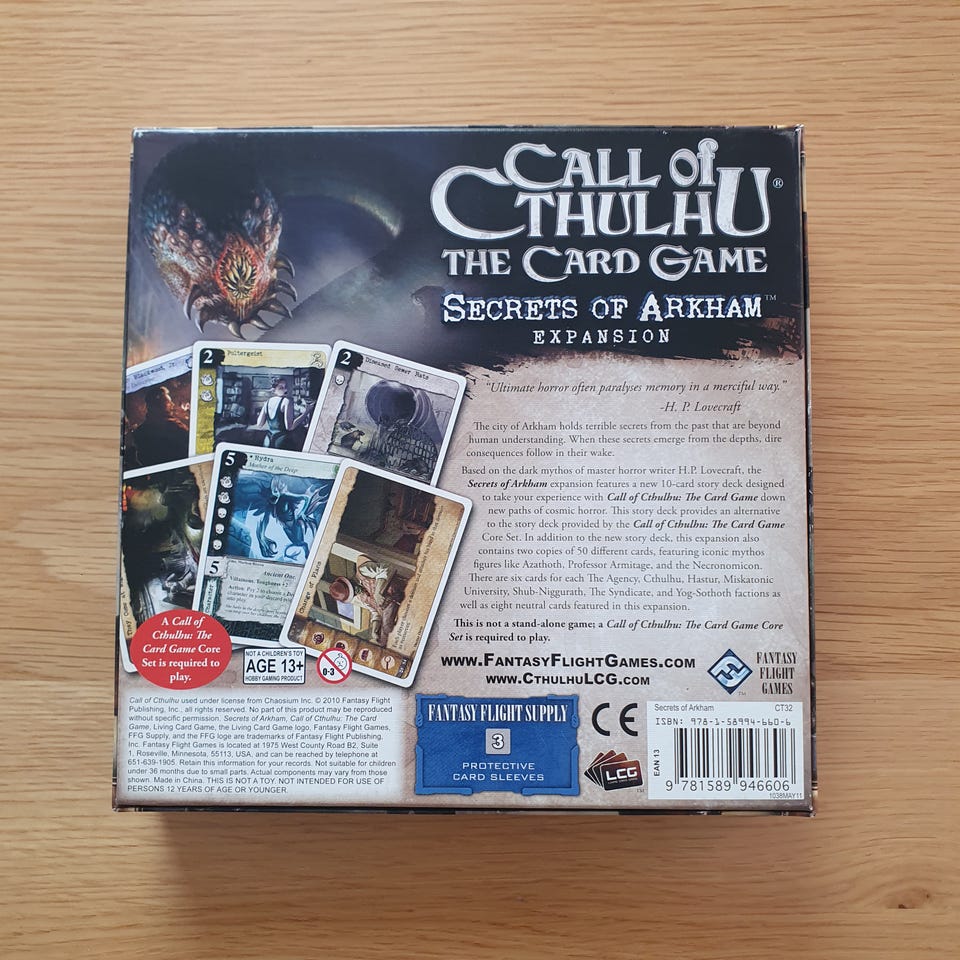 CALL of
CTHULHU®
THE CARD GAME
SECRETS OF ARKHAM™
EXPANSION
"Ultimate horror often paralyses memory in a merciful way."
-H. P. Lovecraft
The city of Arkham holds terrible secrets from the past that are beyond
human understanding. When these secrets emerge from the depths, dire
consequences follow in their wake.
Based on the dark mythos of master horror writer H.P. Lovecraft, the
Secrets of Arkham expansion features a new 10-card story deck designed
to take your experience with Call of Cthulhu: The Card Game down
new paths of cosmic horror. This story deck provides an alternative
to the story deck provided by the Call of Cthulhu: The Card Game
Core Set. In addition to the new story deck, this expansion also
contains two copies of 50 different cards, featuring iconic mythos
figures like Azathoth, Professor Armitage, and the Necronomicon.
There are six cards for each The Agency, Cthulhu, Hastur, Miskatonic
University, Shub-Niggurath, The Syndicate, and Yog-Sothoth factions as
well as eight neutral cards featured in this expansion.
This is not a stand-alone game; a Call of Cthulhu: The Card Game Core
Set is required to play.
WWW.FANTASYFLIGHTGAMES.COM
WWW.CTHULHULCG.COM
FANTASY
FLIGHT
GAMES
™
Blackwood, Jr.
2
Poltergeist
2
Diseased Sewer Rats
5
Hydra
Mother of the Deep
5
Character
Ancient One.
Villainous. Toughness +2
Change of Plans
A Call of
Cthulhu: The
Card Game Core
Set is required to
play.
NOT A CHILDREN'S TOY
AGE 13+
HOBBY GAMING PRODUCT
0-3
Call of Cthulhu used under license from Chaosium Inc. © 2010 Fantasy Flight
Publishing, Inc., all rights reserved. No part of this product may be reproduced
without specific permission. Secrets of Arkham, Call of Cthulhu: The Card
Game, Living Card Game, the Living Card Game logo, Fantasy Flight Games,
FFG Supply, and the FFG logo are trademarks of Fantasy Flight Publishing,
Inc. Fantasy Flight Games is located at 1975 West County Road B2, Suite
1, Roseville, Minnesota, 55113, USA, and can be reached by telephone at
651-639-1905. Retain this information for your records. Not suitable for children
under 36 months due to small parts. Actual components may vary from those
shown. Made in China. THIS IS NOT A TOY. NOT INTENDED FOR USE OF
PERSONS 12 YEARS OF AGE OR YOUNGER.
FANTASY FLIGHT SUPPLY
3
PROTECTIVE
CARD SLEEVES
CE
LCG
™
Secrets of Arkham CT32
ISBN: 978-1-58994-660-6
EAN 13
9 781589 946606
1038MAY11